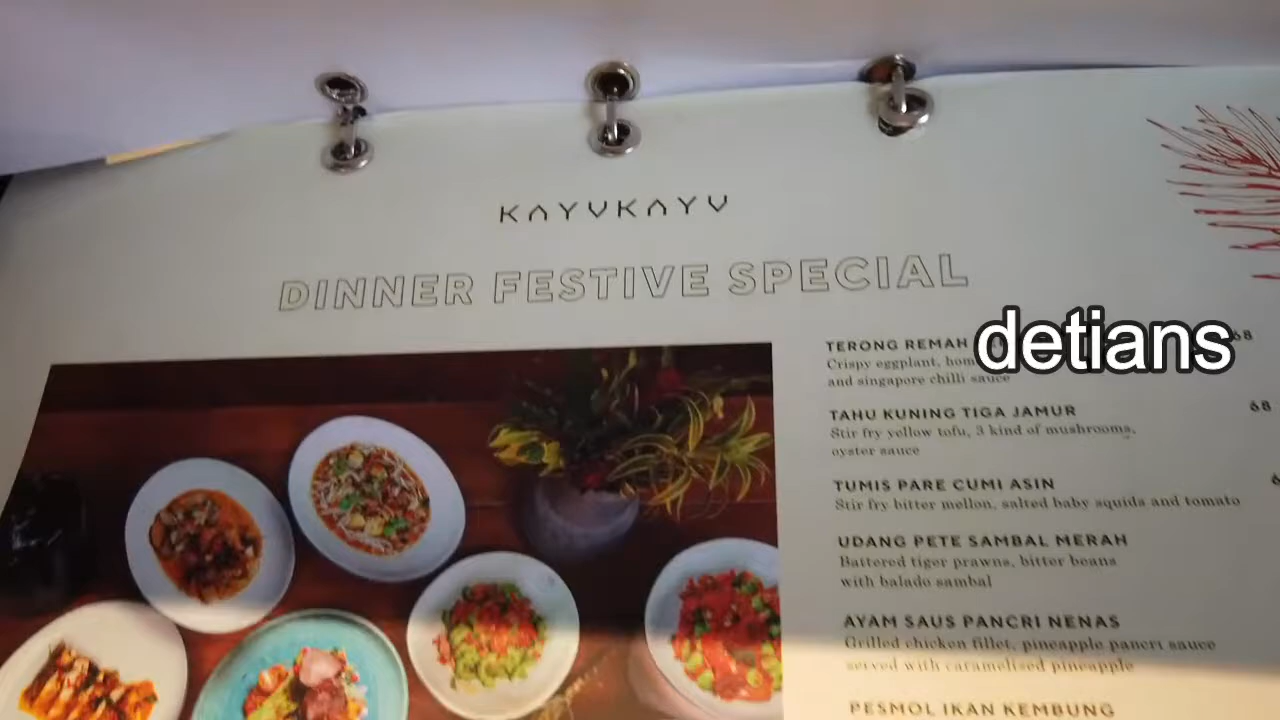 KAYUKAYU
DINNER FESTIVE SPECIAL
TERONG REMAH 68
detians
Crispy eggplant,
and singapore chilli sauce
TAHU KUNING TIGA JAMUR 68
Stir fry yellow tofu, 3 kind of mushrooms,
oyster sauce
TUMIS PARE CUMI ASIN
Stir fry bitter mellon, salted baby squids and tomato
UDANG PETE SAMBAL MERAH
Battered tiger prawns, bitter beans
with balado sambal
AYAM SAUS PANCRI NENAS
Grilled chicken fillet, pineapple pancri sauce
served with caramelised pineapple
PESMOL IKAN KEMBUNG